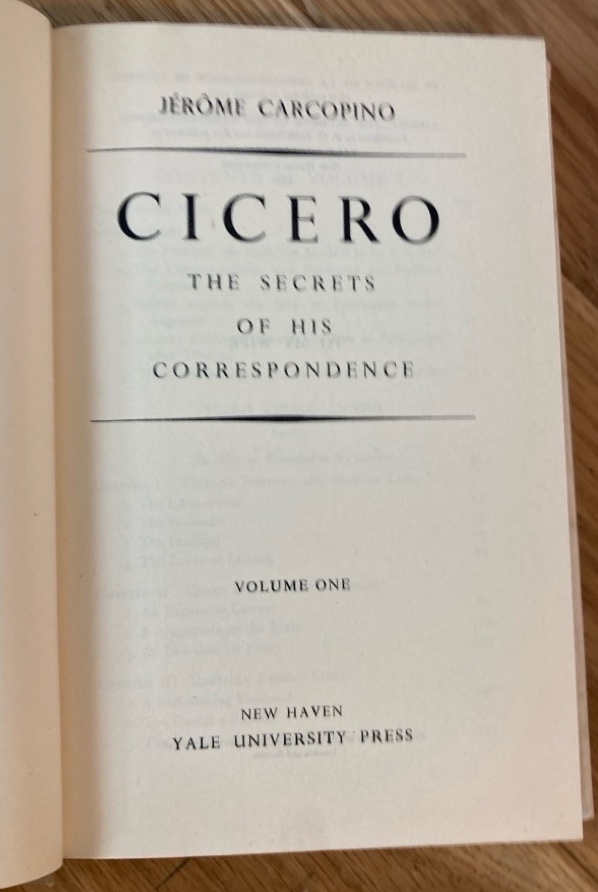 JÉRÔME CARCOPINO
CICERO
THE SECRETS
OF HIS
CORRESPONDENCE
VOLUME ONE
NEW HAVEN
YALE UNIVERSITY PRESS